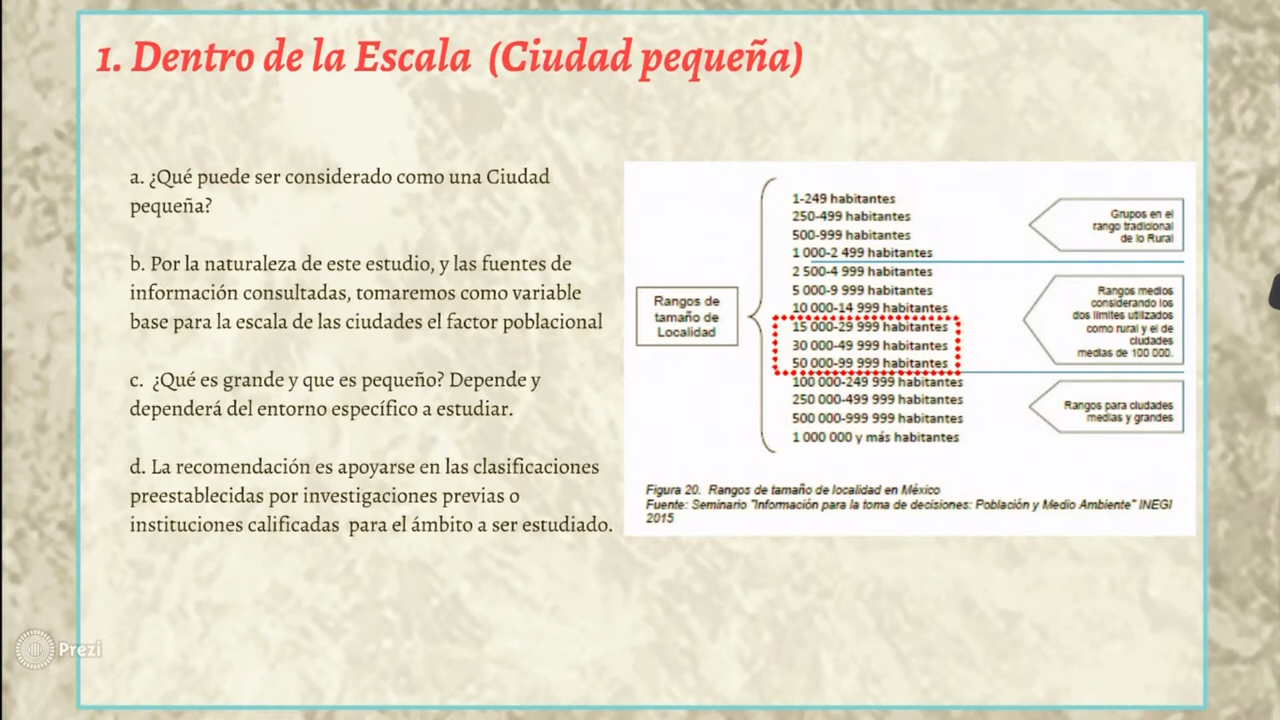 1. Dentro de la Escala (Ciudad pequeña)
a. ¿Qué puede ser considerado como una Ciudad
pequeña?
b. Por la naturaleza de este estudio, y las fuentes de
información consultadas, tomaremos como variable
base para la escala de las ciudades el factor poblacional
c. ¿Qué es grande y que es pequeño? Depende y
dependerá del entorno específico a estudiar.
d. La recomendación es apoyarse en las clasificaciones
preestablecidas por investigaciones previas o
instituciones calificadas para el ámbito a ser estudiado.
Rangos de
tamaño de
Localidad
1-249 habitantes
250-499 habitantes
500-999 habitantes
1 000-2 499 habitantes
2 500-4 999 habitantes
5 000-9 999 habitantes
10 000-14 999 habitantes
15 000-29 999 habitantes
30 000-49 999 habitantes
50 000-99 999 habitantes
100 000-249 999 habitantes
250 000-499 999 habitantes
500 000-999 999 habitantes
1 000 000 y más habitantes
Grupos en el
rango tradicional
de lo Rural
Rangos medios
considerando los
dos límites utilizados
como rural y el de
ciudades
medias de 100 000.
Rangos para ciudades
medias y grandes
Figura 20. Rangos de tamaño de localidad en México
Fuente: Seminario "Información para la toma de decisiones: Población y Medio Ambiente" INEGI
2015
Prezi